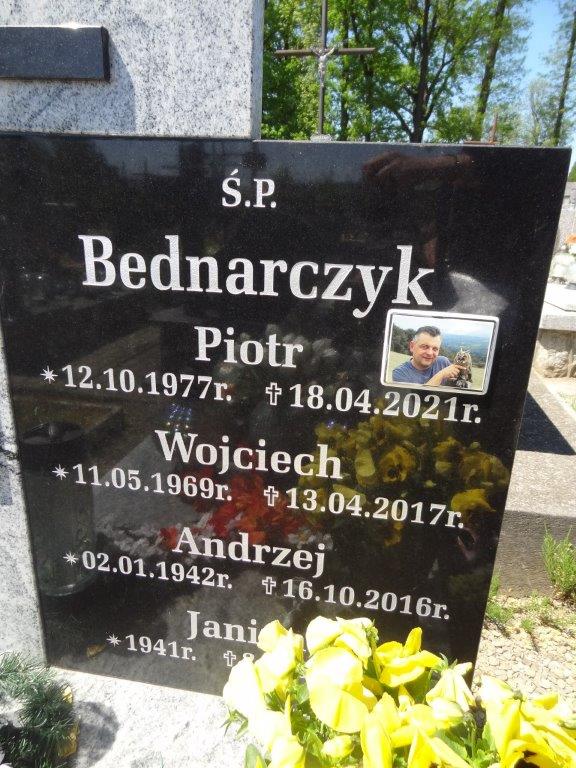 Ś.P.
Bednarczyk
Piotr
✴12.10.1977r. ✝18.04.2021r.
Wojciech
✴11.05.1969r. ✝13.04.2017r.
Andrzej
✴02.01.1942r. ✝16.10.2016r.
✴1941r. ✝